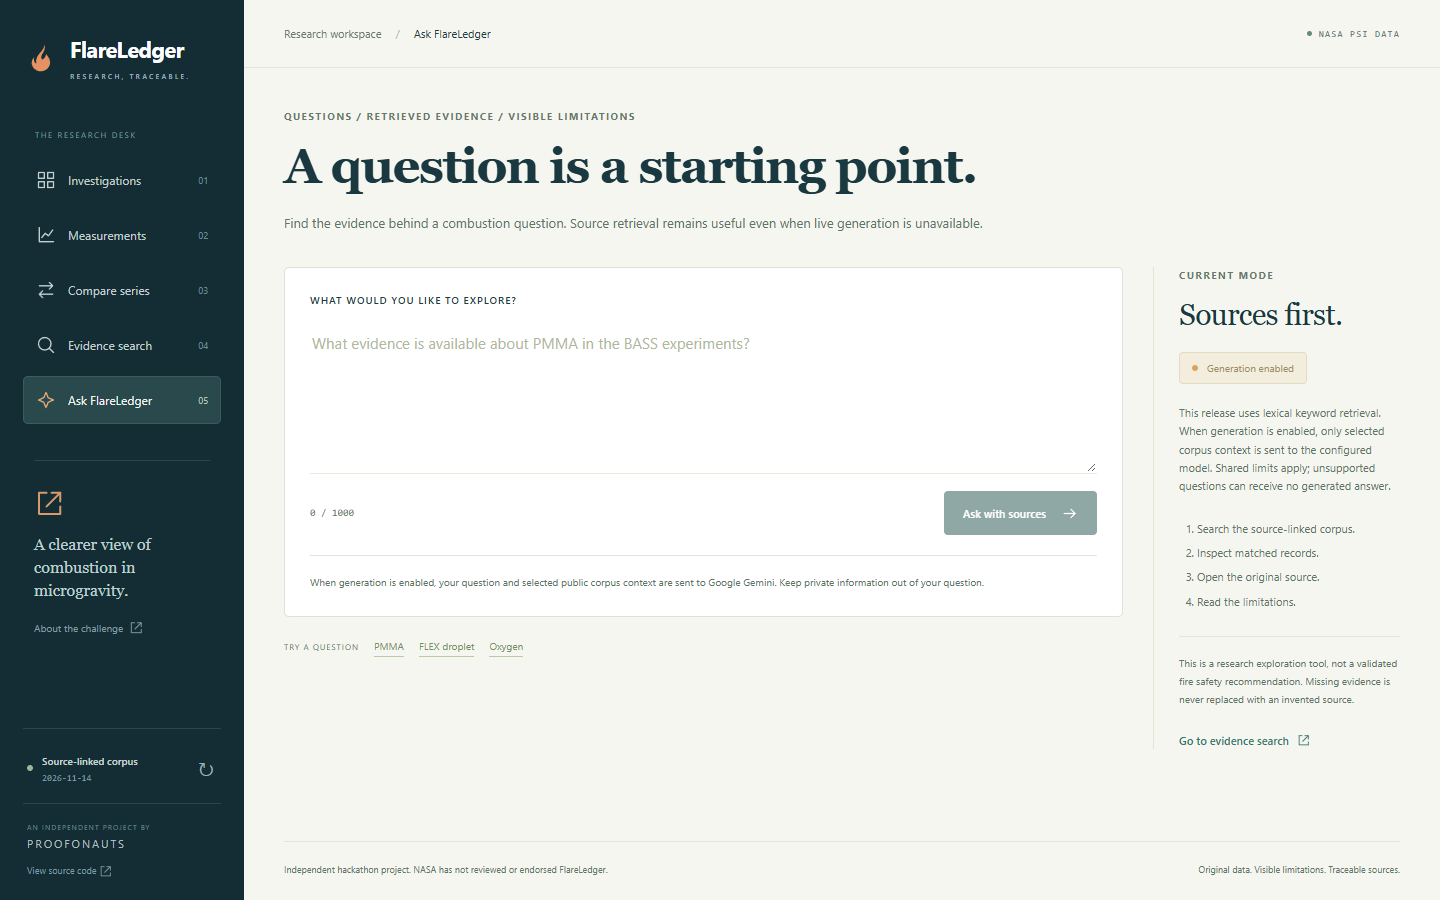 FlareLedger
RESEARCH, TRACEABLE.
THE RESEARCH DESK
Investigations 01
Measurements 02
Compare series 03
Evidence search 04
Ask FlareLedger 05
A clearer view of
combustion in
microgravity.
About the challenge
Source-linked corpus
2026-11-14
AN INDEPENDENT PROJECT BY
PROOFONAUTS
View source code
Research workspace / Ask FlareLedger
NASA PSI DATA
QUESTIONS / RETRIEVED EVIDENCE / VISIBLE LIMITATIONS
A question is a starting point.
Find the evidence behind a combustion question. Source retrieval remains useful even when live generation is unavailable.
WHAT WOULD YOU LIKE TO EXPLORE?
What evidence is available about PMMA in the BASS experiments?
0 / 1000
Ask with sources
When generation is enabled, your question and selected public corpus context are sent to Google Gemini. Keep private information out of your question.
TRY A QUESTION PMMA FLEX droplet Oxygen
CURRENT MODE
Sources first.
Generation enabled
This release uses lexical keyword retrieval.
When generation is enabled, only selected
corpus context is sent to the configured
model. Shared limits apply; unsupported
questions can receive no generated answer.
1. Search the source-linked corpus.
2. Inspect matched records.
3. Open the original source.
4. Read the limitations.
This is a research exploration tool, not a validated
fire safety recommendation. Missing evidence is
never replaced with an invented source.
Go to evidence search
Independent hackathon project. NASA has not reviewed or endorsed FlareLedger.
Original data. Visible limitations. Traceable sources.